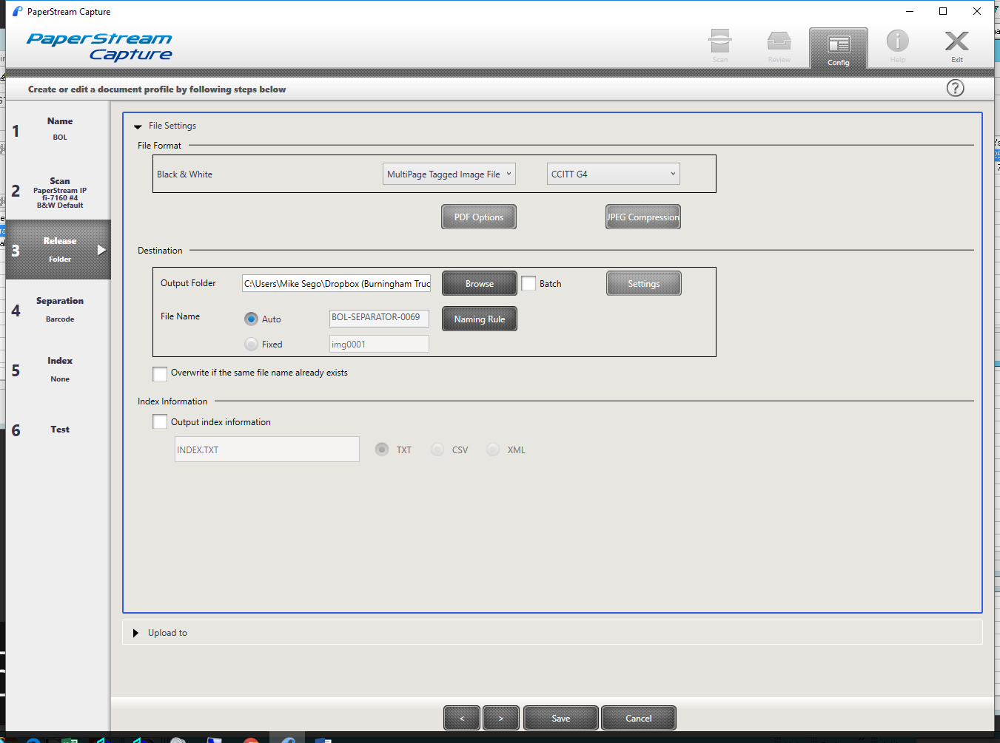 PaperStream Capture
PaperStream
Capture
Scan
Review
Config
Help
Exit
Create or edit a document profile by following steps below
?
1
Name
BOL
2
Scan
PaperStream IP
fi-7160 #4
B&W Default
3
Release
Folder
4
Separation
Barcode
5
Index
None
6
Test
File Settings
File Format
Black & White
MultiPage Tagged Image File
CCITT G4
PDF Options
JPEG Compression
Destination
Output Folder
C:\Users\Mike Sego\Dropbox (Burningham Truc
Browse
Batch
Settings
File Name
Auto
BOL-SEPARATOR-0069
Naming Rule
Fixed
img0001
Overwrite if the same file name already exists
Index Information
Output index information
INDEX.TXT
TXT
CSV
XML
Upload to
<
>
Save
Cancel